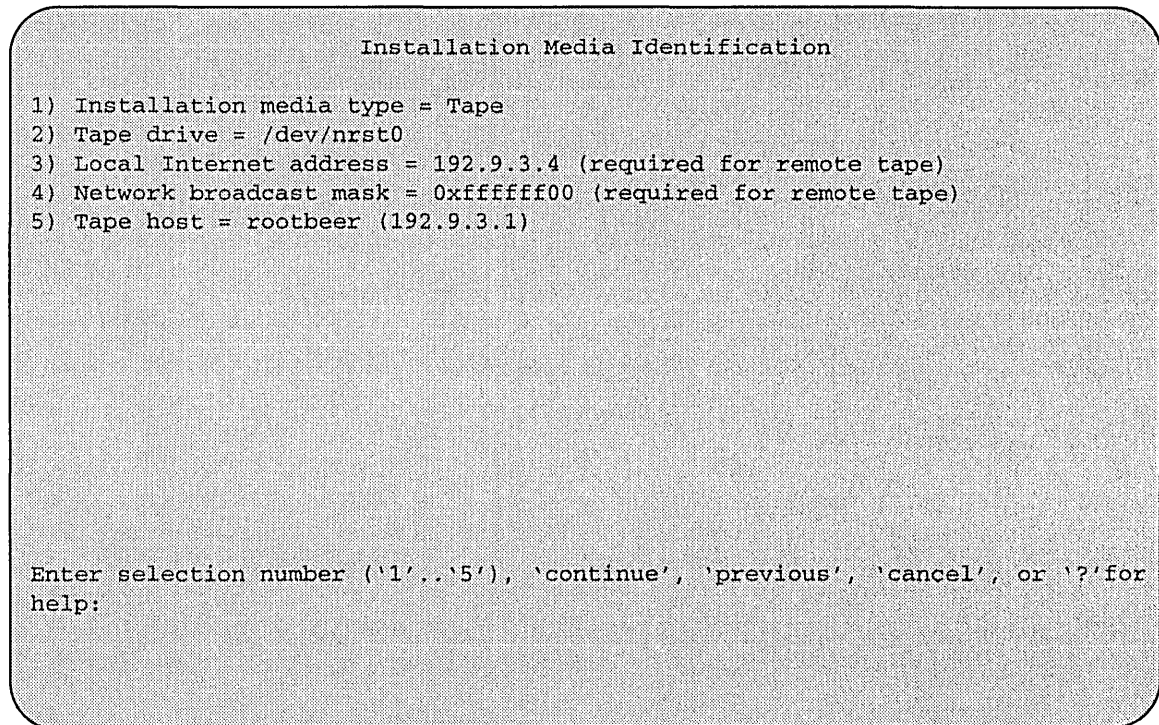 Installation Media Identification
1) Installation media type = Tape
2) Tape drive = /dev/nrst0
3) Local Internet address = 192.9.3.4 (required for remote tape)
4) Network broadcast mask = 0xffffff00 (required for remote tape)
5) Tape host = rootbeer (192.9.3.1)
Enter selection number (‘1’..‘5’), ‘continue’, ‘previous’, ‘cancel’, or ‘?’for
help: